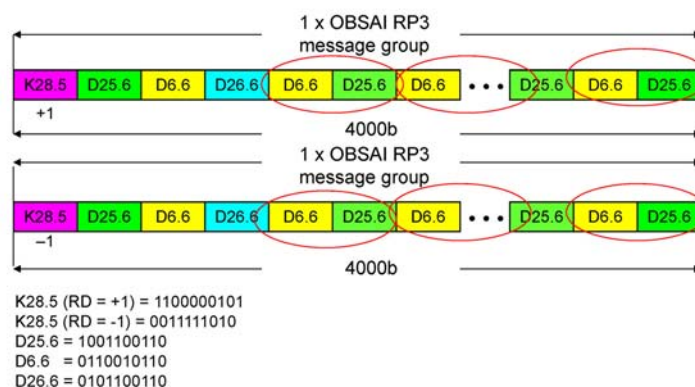 1 x OBSAI RP3
message group
K28.5 D25.6 D6.6 D26.6 D6.6 D25.6 D6.6 ••• D25.6 D6.6 D25.6
+1
4000b
1 x OBSAI RP3
message group
K28.5 D25.6 D6.6 D26.6 D6.6 D25.6 D6.6 ••• D25.6 D6.6 D25.6
–1
4000b
K28.5 (RD = +1) = 1100000101
K28.5 (RD = -1) = 0011111010
D25.6 = 1001100110
D6.6 = 0110010110
D26.6 = 0101100110